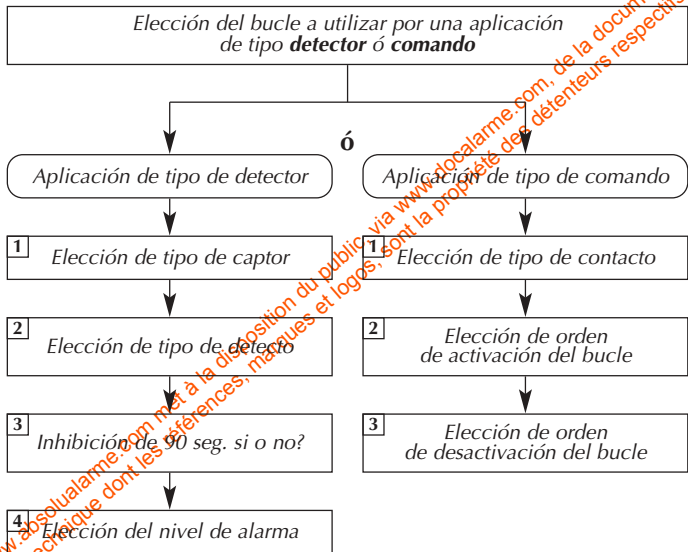 Elección del bucle a utilizar por una aplicación
de tipo detector ó comando
ó
Aplicación de tipo de detector
1 Elección de tipo de captor
2 Elección de tipo de detecto
3 Inhibición de 90 seg. si o no?
4 Elección del nivel de alarma
Aplicación de tipo de comando
1 Elección de tipo de contacto
2 Elección de orden
de activación del bucle
3 Elección de orden
de desactivación del bucle
w.absolualarme.com met à la disposition du public, via www.docalarme.com, de la docum
technique dont les références, marques et logos, sont la propriété des détenteurs respectifs